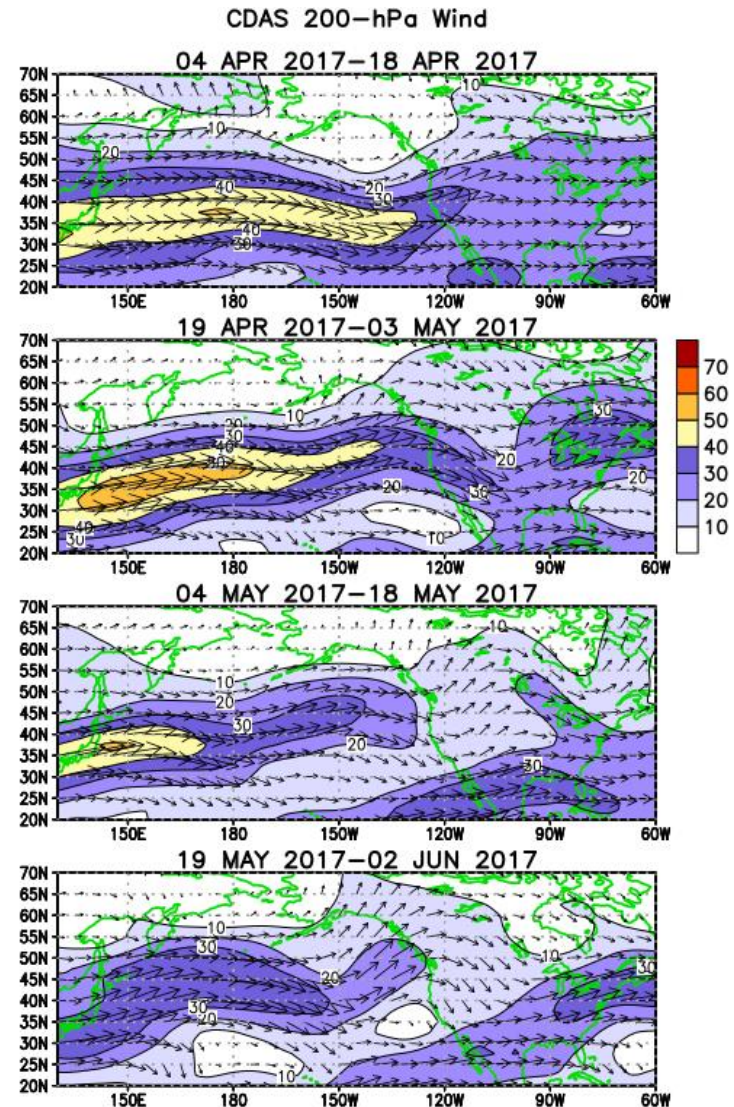 CDAS 200-hPa Wind
04 APR 2017-18 APR 2017
70N
65N
60N
55N
50N
45N
40N
35N
30N
25N
20N
10
10
20
40
20
30
40
30
150E 180 150W 120W 90W 60W
19 APR 2017-03 MAY 2017
70N
65N
60N
55N
50N
45N
40N
35N
30N
25N
20N
10
20
30
40
30
30
20
20
30
20
40
30
10
150E 180 150W 120W 90W 60W
70
60
50
40
30
20
10
04 MAY 2017-18 MAY 2017
70N
65N
60N
55N
50N
45N
40N
35N
30N
25N
20N
10
10
20
30
20
30
150E 180 150W 120W 90W 60W
19 MAY 2017-02 JUN 2017
70N
65N
60N
55N
50N
45N
40N
35N
30N
25N
20N
10
30
10
30
20
30
20
10
150E 180 150W 120W 90W 60W